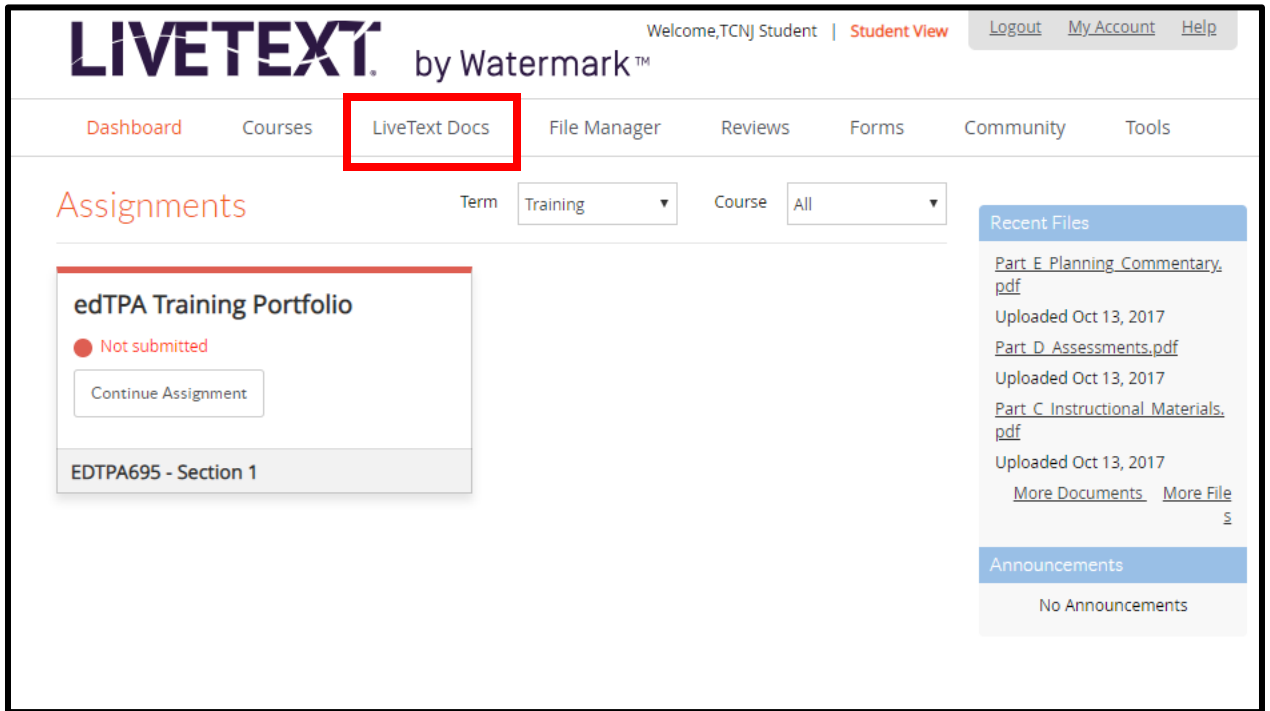 LIVETEXT. by Watermark™
Welcome,TCNJ Student | Student View
Logout My Account Help
Dashboard Courses LiveText Docs File Manager Reviews Forms Community Tools
Assignments
Term Training ▼ Course All ▼
edTPA Training Portfolio
Not submitted
Continue Assignment
EDTPA695 - Section 1
Recent Files
Part E Planning Commentary.
pdf
Uploaded Oct 13, 2017
Part D Assessments.pdf
Uploaded Oct 13, 2017
Part C Instructional Materials.
pdf
Uploaded Oct 13, 2017
More Documents More File
s
Announcements
No Announcements